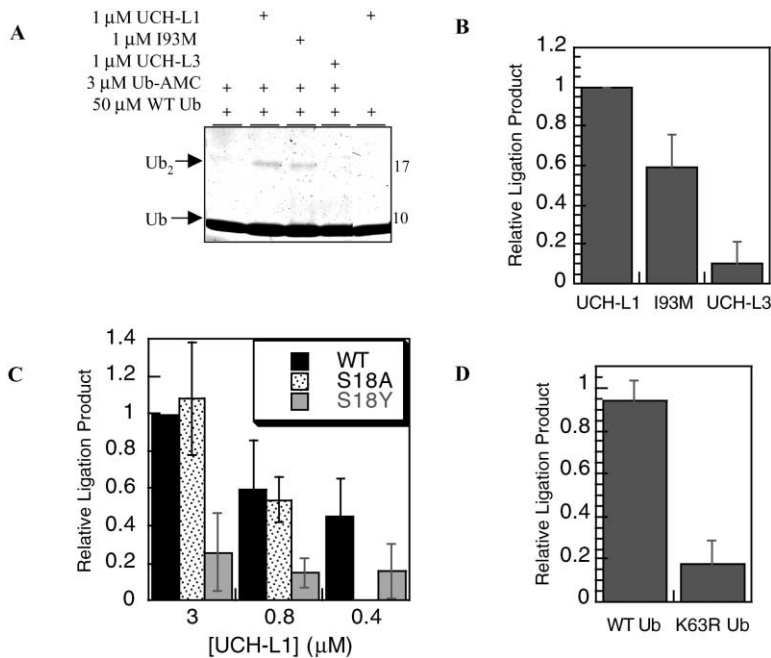 A
1 µM UCH-L1 + +
1 µM I93M +
1 µM UCH-L3 +
3 µM Ub-AMC + + + +
50 µM WT Ub + + + + +
Ub2
17
Ub
10
B
Relative Ligation Product
1.2
1
0.8
0.6
0.4
0.2
0
UCH-L1 I93M UCH-L3
C
Relative Ligation Product
1.4
1.2
1
0.8
0.6
0.4
0.2
0
WT
S18A
S18Y
3 0.8 0.4
[UCH-L1] (µM)
D
Relative Ligation Product
1
0.8
0.6
0.4
0.2
0
WT Ub K63R Ub